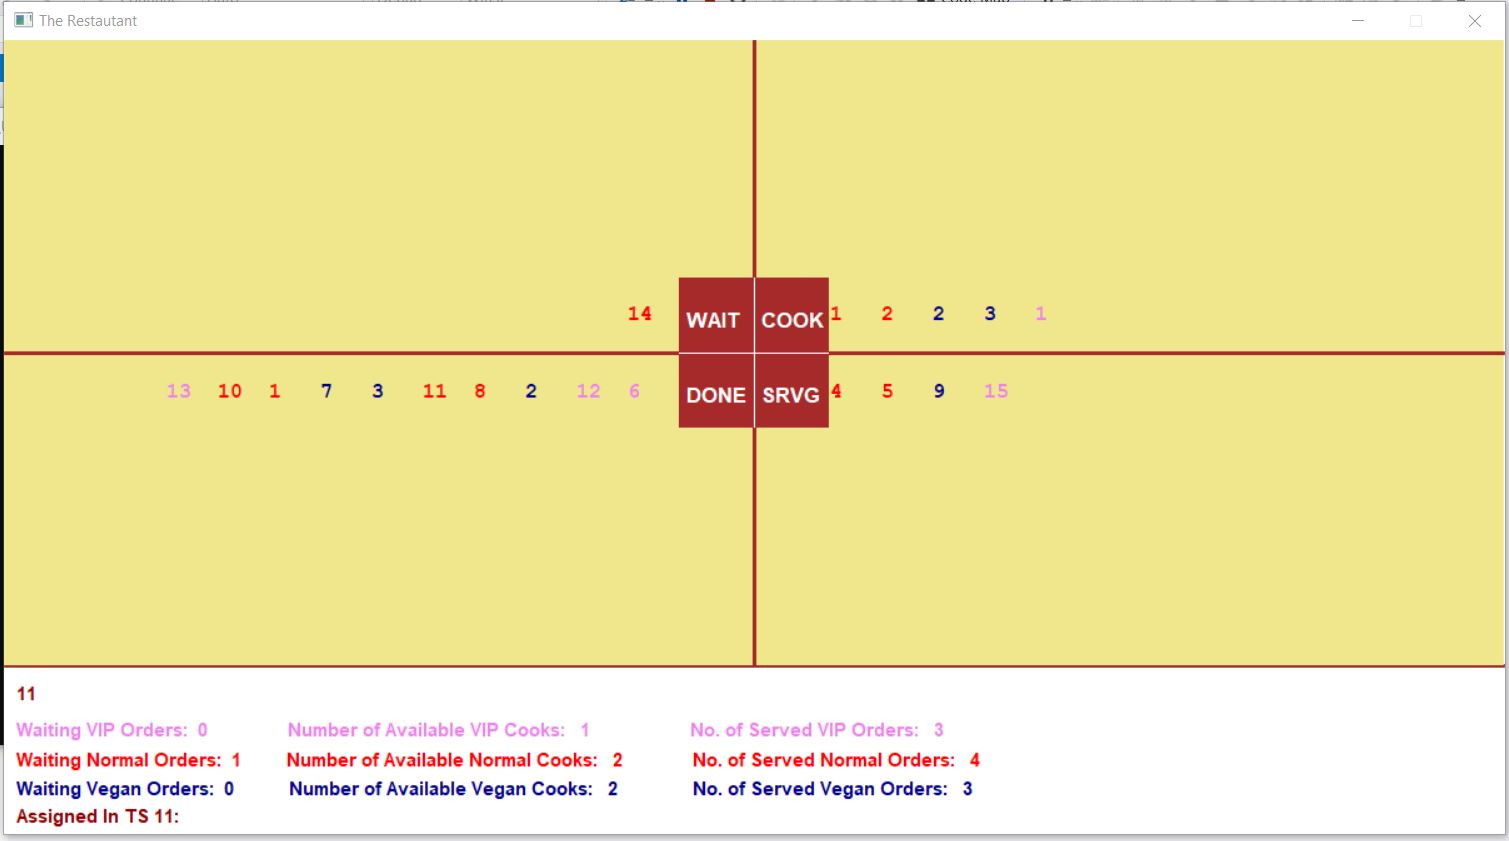 The Restautant
14 WAIT COOK 1 2 2 3 1
13 10 1 7 3 11 8 2 12 6 DONE SRVG 4 5 9 15
11
Waiting VIP Orders: 0 Number of Available VIP Cooks: 1 No. of Served VIP Orders: 3
Waiting Normal Orders: 1 Number of Available Normal Cooks: 2 No. of Served Normal Orders: 4
Waiting Vegan Orders: 0 Number of Available Vegan Cooks: 2 No. of Served Vegan Orders: 3
Assigned In TS 11: